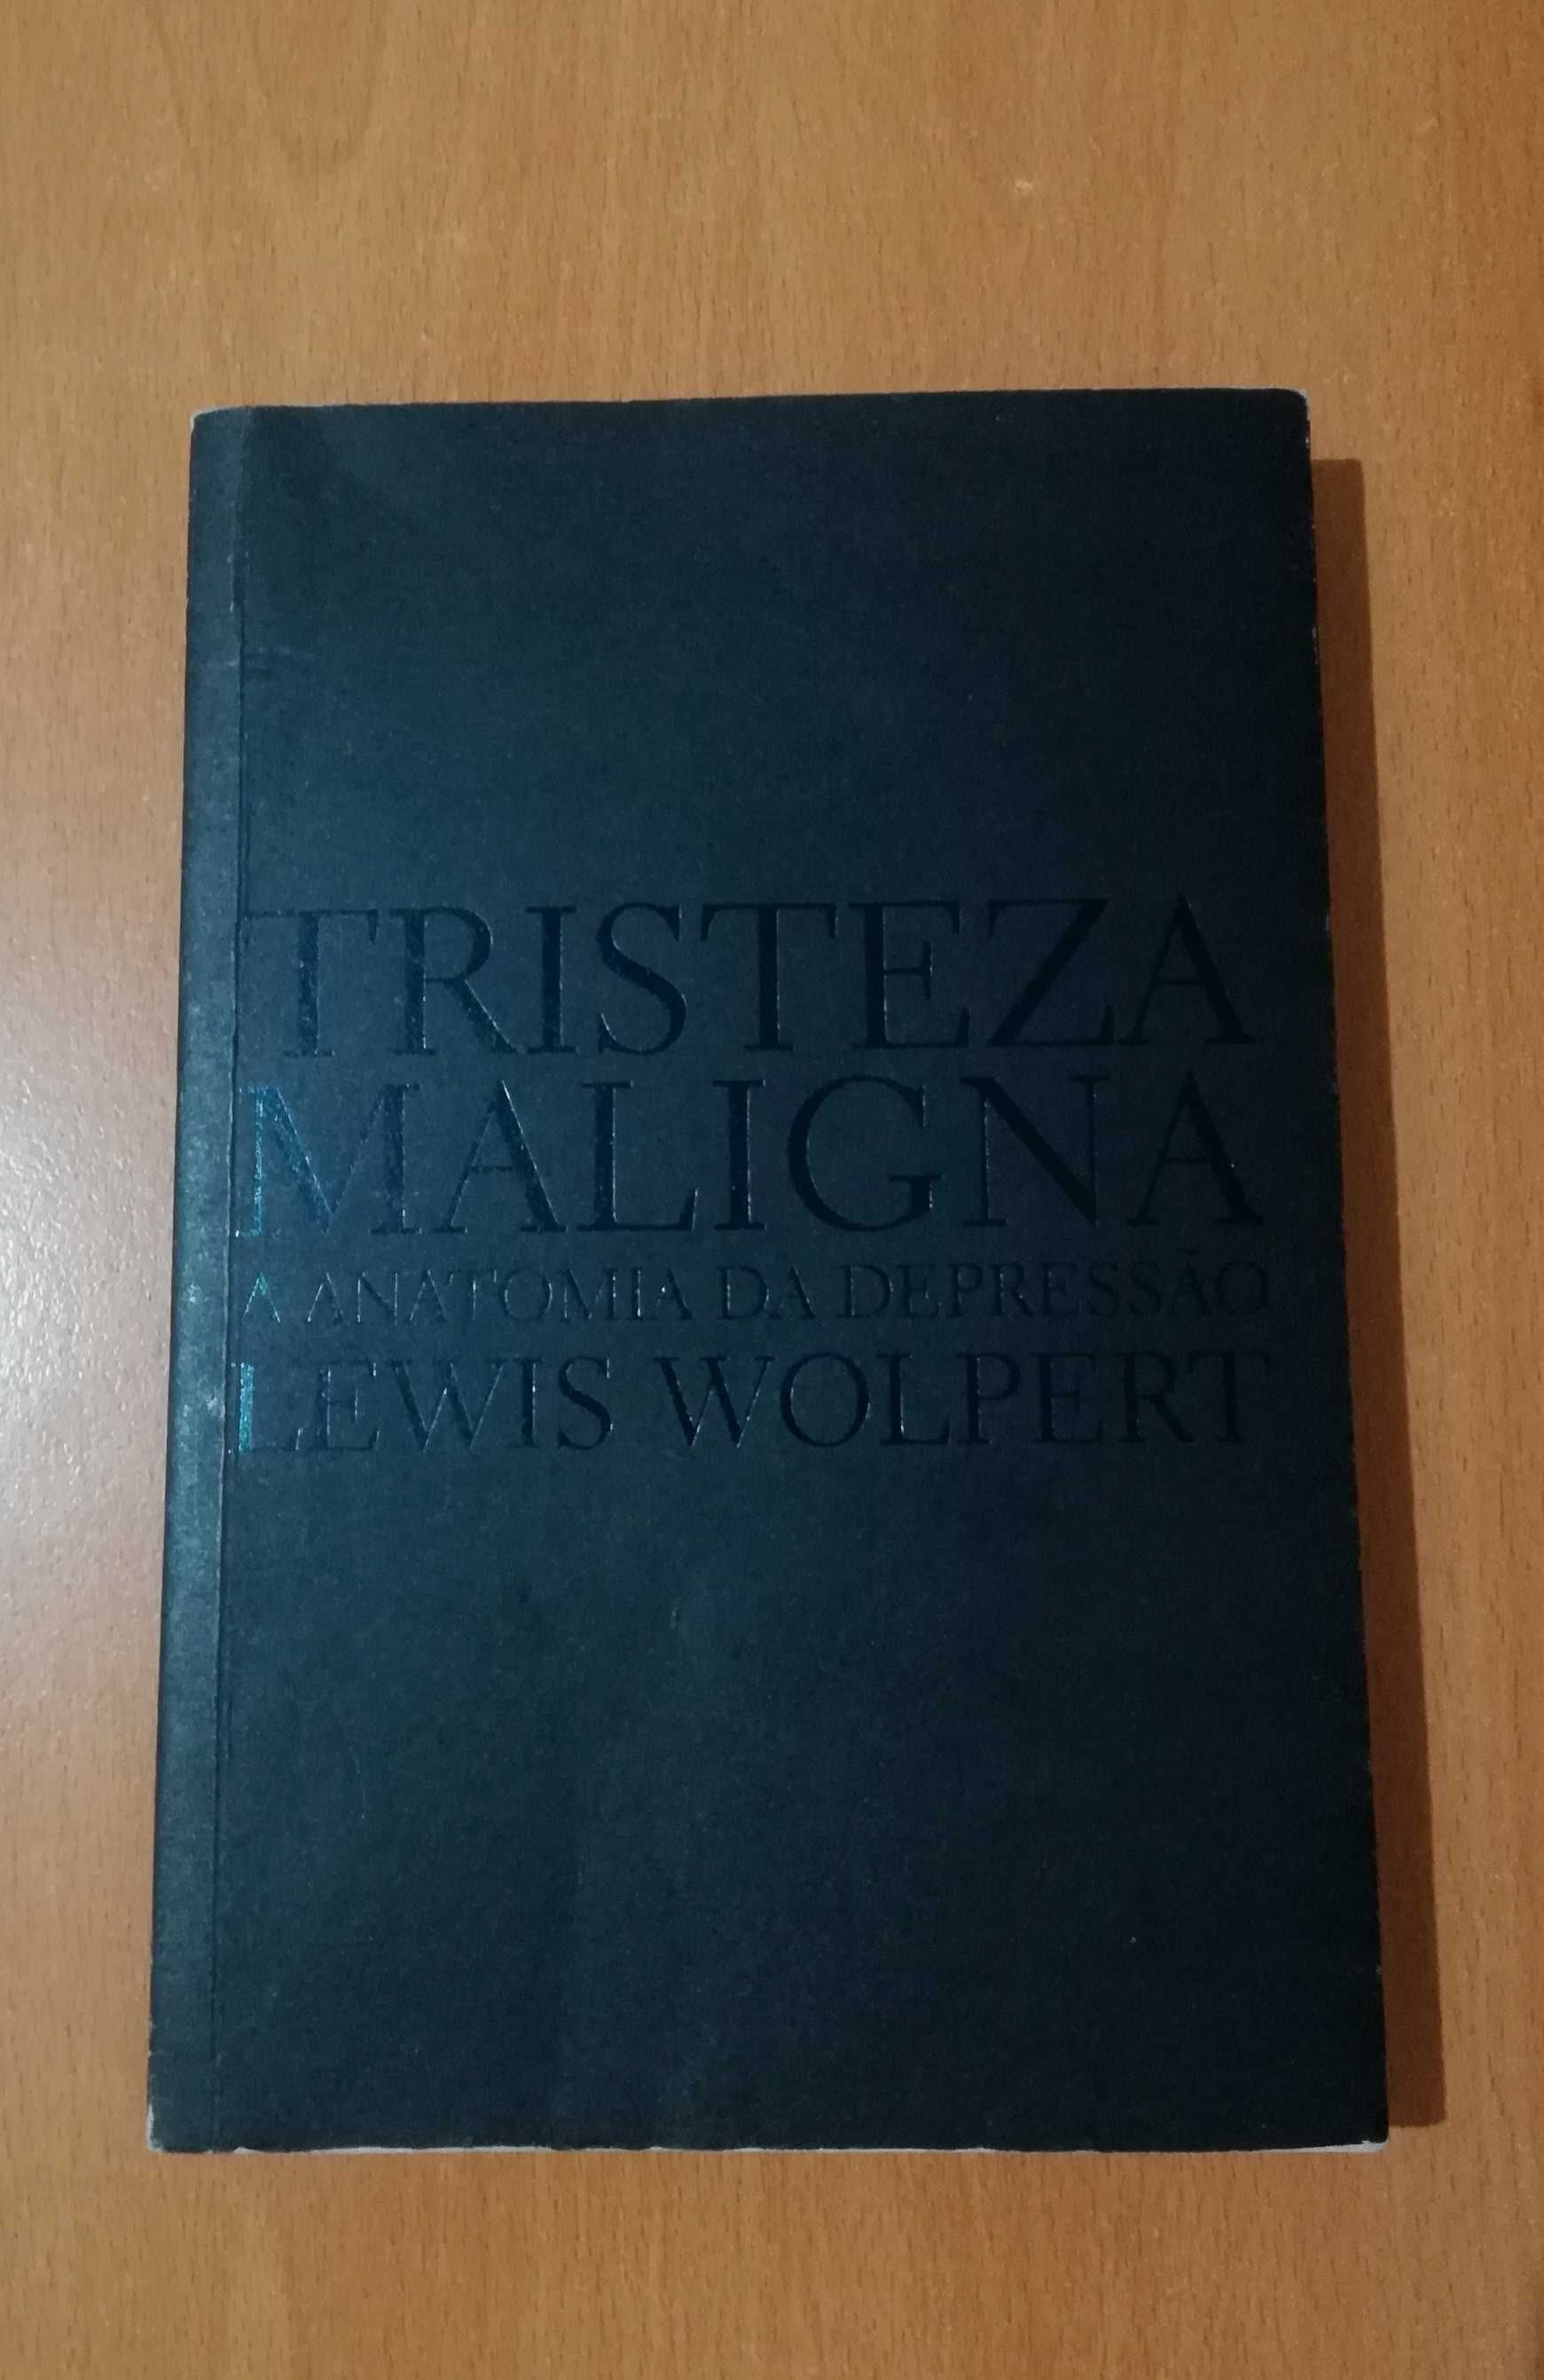 TRISTEZA
MALIGNA
A ANATOMIA DA DEPRESSÃO
LEWIS WOLPERT